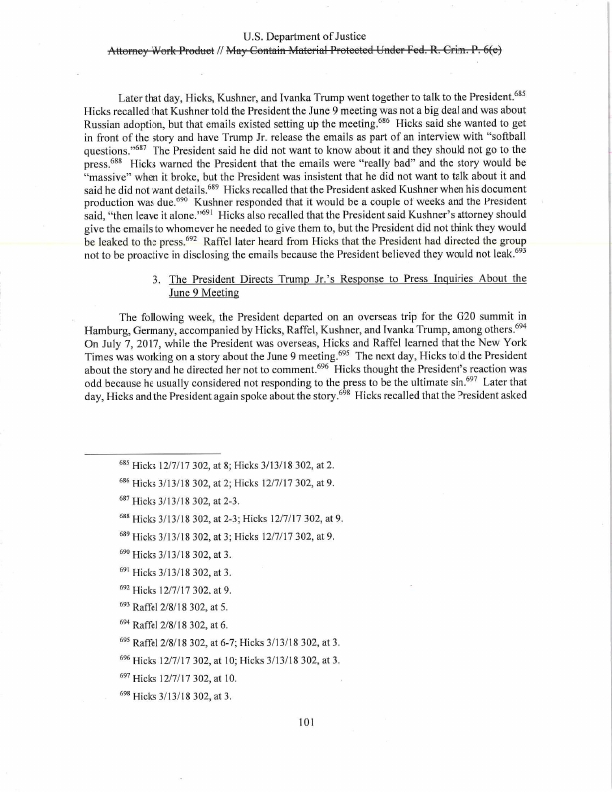 U.S. Department of Justice
Attorney Work Product // May Contain Material Protected Under Fed. R. Crim. P. 6(e)
Later that day, Hicks, Kushner, and Ivanka Trump went together to talk to the President.685
Hicks recalled that Kushner told the President the June 9 meeting was not a big deal and was about
Russian adoption, but that emails existed setting up the meeting.686 Hicks said she wanted to get
in front of the story and have Trump Jr. release the emails as part of an interview with “softball
questions.”687 The President said he did not want to know about it and they should not go to the
press.688 Hicks warned the President that the emails were “really bad” and the story would be
“massive” when it broke, but the President was insistent that he did not want to talk about it and
said he did not want details.689 Hicks recalled that the President asked Kushner when his document
production was due.690 Kushner responded that it would be a couple of weeks and the President
said, “then leave it alone.”691 Hicks also recalled that the President said Kushner's attorney should
give the emails to whomever he needed to give them to, but the President did not think they would
be leaked to the press.692 Raffel later heard from Hicks that the President had directed the group
not to be proactive in disclosing the emails because the President believed they would not leak.693
3. The President Directs Trump Jr.'s Response to Press Inquiries About the
June 9 Meeting
The following week, the President departed on an overseas trip for the G20 summit in
Hamburg, Germany, accompanied by Hicks, Raffel, Kushner, and Ivanka Trump, among others.694
On July 7, 2017, while the President was overseas, Hicks and Raffel learned that the New York
Times was working on a story about the June 9 meeting.695 The next day, Hicks told the President
about the story and he directed her not to comment.696 Hicks thought the President's reaction was
odd because he usually considered not responding to the press to be the ultimate sin.697 Later that
day, Hicks and the President again spoke about the story.698 Hicks recalled that the President asked
685 Hicks 12/7/17 302, at 8; Hicks 3/13/18 302, at 2.
686 Hicks 3/13/18 302, at 2; Hicks 12/7/17 302, at 9.
687 Hicks 3/13/18 302, at 2-3.
688 Hicks 3/13/18 302, at 2-3; Hicks 12/7/17 302, at 9.
689 Hicks 3/13/18 302, at 3; Hicks 12/7/17 302, at 9.
690 Hicks 3/13/18 302, at 3.
691 Hicks 3/13/18 302, at 3.
692 Hicks 12/7/17 302, at 9.
693 Raffel 2/8/18 302, at 5.
694 Raffel 2/8/18 302, at 6.
695 Raffel 2/8/18 302, at 6-7; Hicks 3/13/18 302, at 3.
696 Hicks 12/7/17 302, at 10; Hicks 3/13/18 302, at 3.
697 Hicks 12/7/17 302, at 10.
698 Hicks 3/13/18 302, at 3.
101